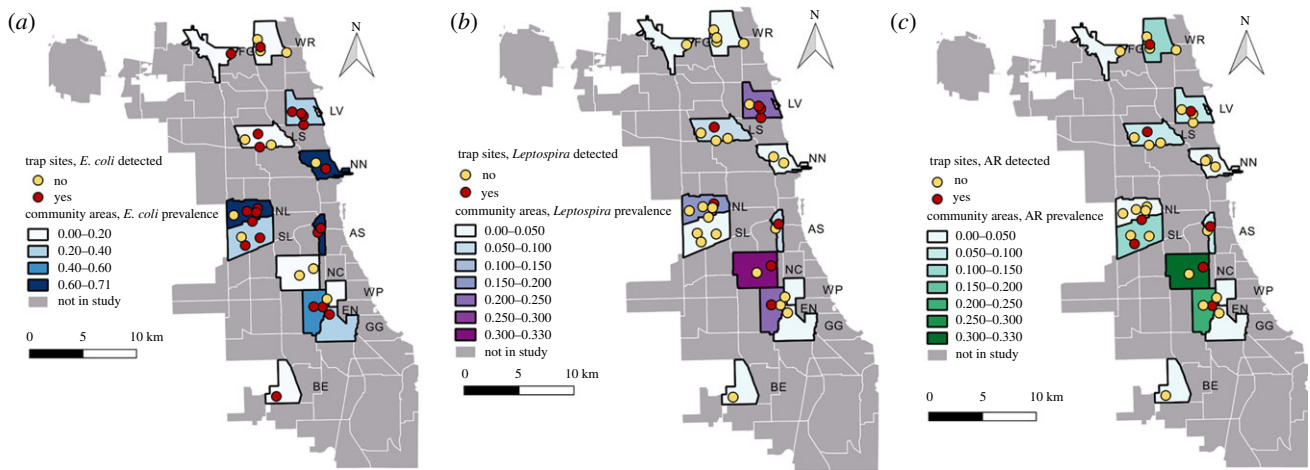 (a)
N
FG
WR
LV
LS
NN
NL
SL
AS
NC
WP
EN
GG
BE
trap sites, E. coli detected
no
yes
community areas, E. coli prevalence
0.00–0.20
0.20–0.40
0.40–0.60
0.60–0.71
not in study
0 5 10 km
(b)
N
FG
WR
LV
LS
NN
NL
SL
AS
NC
WP
EN
GG
BE
trap sites, Leptospira detected
no
yes
community areas, Leptospira prevalence
0.00–0.050
0.050–0.100
0.100–0.150
0.150–0.200
0.200–0.250
0.250–0.300
0.300–0.330
not in study
0 5 10 km
(c)
N
FG
WR
LV
LS
NN
NL
SL
AS
NC
WP
EN
GG
BE
trap sites, AR detected
no
yes
community areas, AR prevalence
0.00–0.050
0.050–0.100
0.100–0.150
0.150–0.200
0.200–0.250
0.250–0.300
0.300–0.330
not in study
0 5 10 km